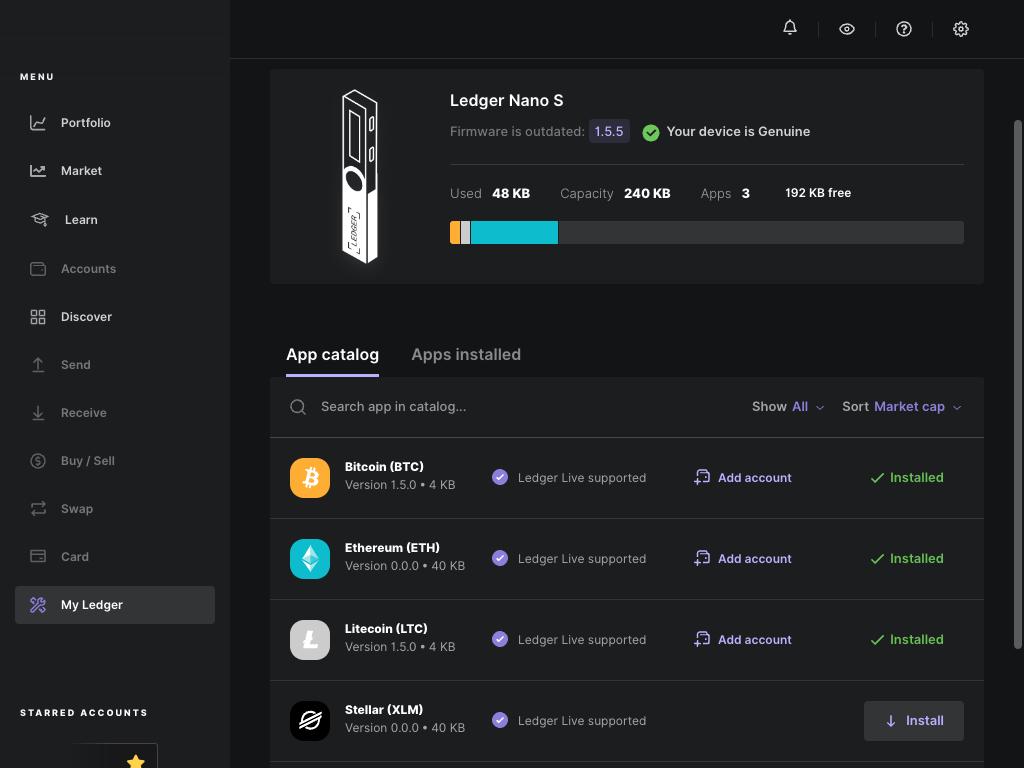 MENU
Portfolio
Market
Learn
Accounts
Discover
Send
Receive
Buy / Sell
Swap
Card
My Ledger
STARRED ACCOUNTS
LEDGER
Ledger Nano S
Firmware is outdated: 1.5.5 Your device is Genuine
Used 48 KB Capacity 240 KB Apps 3 192 KB free
App catalog Apps installed
Search app in catalog... Show All Sort Market cap
Bitcoin (BTC)
Version 1.5.0 • 4 KB Ledger Live supported Add account Installed
Ethereum (ETH)
Version 0.0.0 • 40 KB Ledger Live supported Add account Installed
Litecoin (LTC)
Version 1.5.0 • 4 KB Ledger Live supported Add account Installed
Stellar (XLM)
Version 0.0.0 • 40 KB Ledger Live supported Install